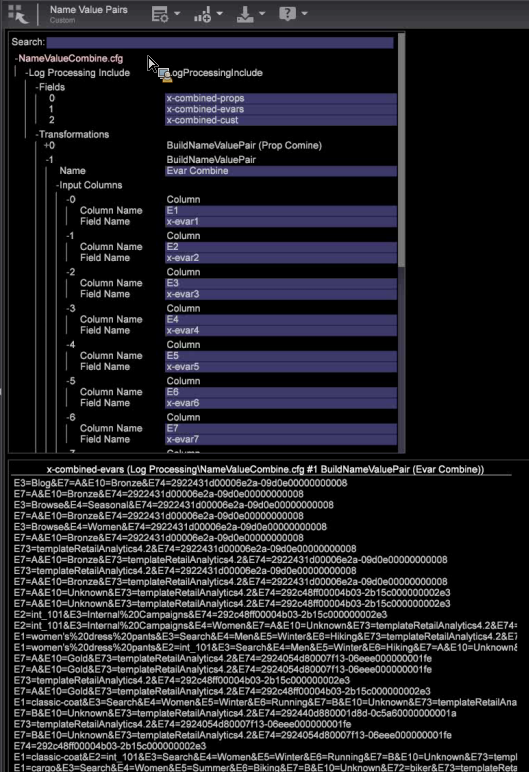 Name Value Pairs
Custom
Search:
-NameValueCombine.cfg
-Log Processing Include LogProcessingInclude
-Fields
0 x-combined-props
1 x-combined-evars
2 x-combined-cust
-Transformations
+0 BuildNameValuePair (Prop Comine)
-1 BuildNameValuePair
Name Evar Combine
-Input Columns
-0 Column
Column Name E1
Field Name x-evar1
-1 Column
Column Name E2
Field Name x-evar2
-2 Column
Column Name E3
Field Name x-evar3
-3 Column
Column Name E4
Field Name x-evar4
-4 Column
Column Name E5
Field Name x-evar5
-5 Column
Column Name E6
Field Name x-evar6
-6 Column
Column Name E7
Field Name x-evar7
x-combined-evars (Log Processing\NameValueCombine.cfg #1 BuildNameValuePair (Evar Combine))
E3=Blog&E7=A&E10=Bronze&E74=2922431d00006e2a-09d0e00000000008
E7=A&E10=Bronze&E74=2922431d00006e2a-09d0e00000000008
E3=Browse&E4=Seasonal&E74=2922431d00006e2a-09d0e00000000008
E7=A&E10=Bronze&E74=2922431d00006e2a-09d0e00000000008
E3=Browse&E4=Women&E74=2922431d00006e2a-09d0e00000000008
E7=A&E10=Bronze&E74=2922431d00006e2a-09d0e00000000008
E73=templateRetailAnalytics4.2&E74=2922431d00006e2a-09d0e00000000008
E7=A&E10=Bronze&E73=templateRetailAnalytics4.2&E74=2922431d00006e2a-09d0e00000000008
E73=templateRetailAnalytics4.2&E74=2922431d00006e2a-09d0e00000000008
E7=A&E10=Bronze&E73=templateRetailAnalytics4.2&E74=2922431d00006e2a-09d0e00000000008
E7=A&E10=Unknown&E73=templateRetailAnalytics4.2&E74=292c48ff00004b03-2b15c000000002e3
E7=A&E10=Unknown&E73=templateRetailAnalytics4.2&E74=292c48ff00004b03-2b15c000000002e3
E2=int_101&E3=Internal%20Campaigns&E74=292c48ff00004b03-2b15c000000002e3
E2=int_101&E3=Internal%20Campaigns&E4=Women&E7=A&E10=Unknown&E73=templateRetailAnalytics4.2&E74=
E1=women's%20dress%20pants&E3=Search&E4=Men&E5=Winter&E6=Hiking&E73=templateRetailAnalytics4.2&E7
E1=women's%20dress%20pants&E2=int_101&E3=Search&E4=Men&E5=Winter&E6=Hiking&E7=A&E10=Unknown&
E7=A&E10=Gold&E73=templateRetailAnalytics4.2&E74=2924054d80007f13-06eee000000001fe
E7=A&E10=Gold&E73=templateRetailAnalytics4.2&E74=2924054d80007f13-06eee000000001fe
E73=templateRetailAnalytics4.2&E74=292c48ff00004b03-2b15c000000002e3
E7=A&E10=Gold&E73=templateRetailAnalytics4.2&E74=292c48ff00004b03-2b15c000000002e3
E1=classic-coat&E3=Search&E4=Women&E5=Winter&E6=Running&E7=B&E10=Unknown&E73=templateRetailAna
E7=B&E10=Unknown&E73=templateRetailAnalytics4.2&E74=292440dd880001d8d-0c5a60000000001a
E73=templateRetailAnalytics4.2&E74=2924054d80007f13-06eee000000001fe
E7=B&E10=Unknown&E73=templateRetailAnalytics4.2&E74=2924054d80007f13-06eee000000001fe
E74=292c48ff00004b03-2b15c000000002e3
E1=classic-coat&E2=int_101&E3=Search&E4=Women&E5=Winter&E6=Running&E7=B&E10=Unknown&E73=templ
E1=cargo&E3=Search&E4=Women&E5=Summer&E6=Biking&E7=B&E10=Unknown&E72=biker&E73=templateReta